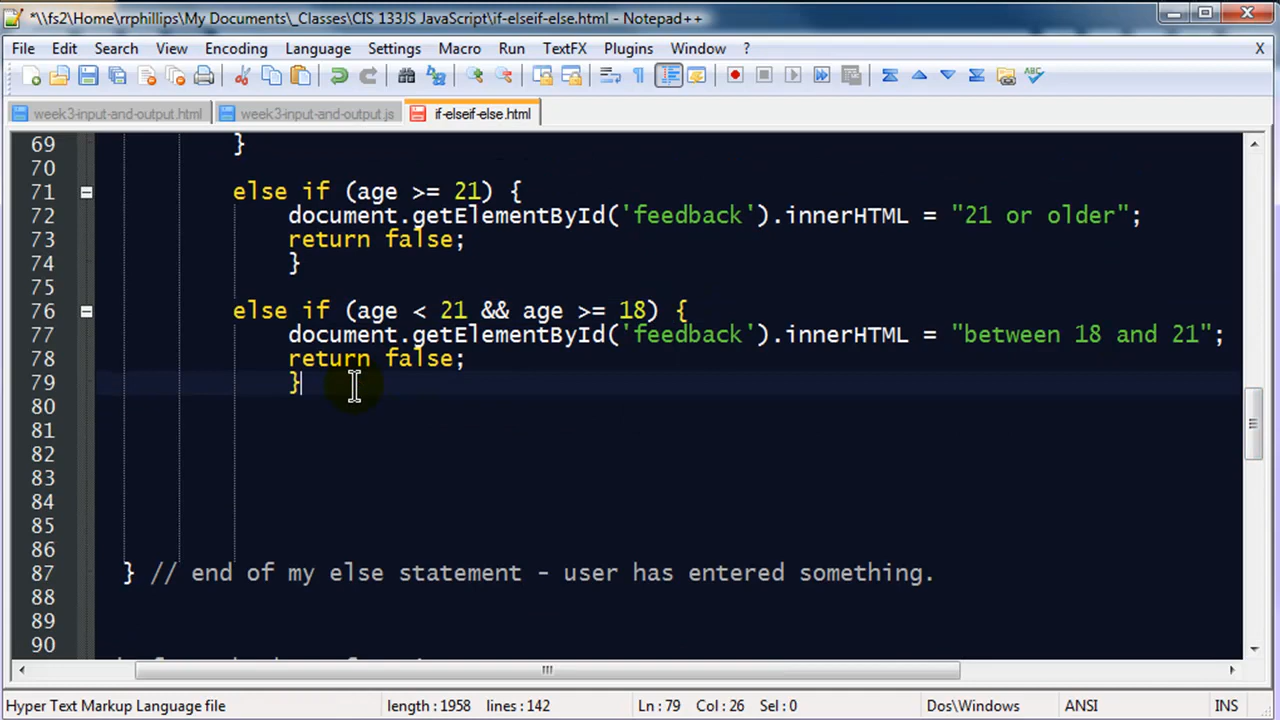 *\\fs2\Home\rrphillips\My Documents\_Classes\CIS 133JS JavaScript\if-elseif-else.html - Notepad++
File Edit Search View Encoding Language Settings Macro Run TextFX Plugins Window ? X
week3-input-and-output.html week3-input-and-output.js if-elseif-else.html
69 }
70
71 else if (age >= 21) {
72 document.getElementById('feedback').innerHTML = "21 or older";
73 return false;
74 }
75
76 else if (age < 21 && age >= 18) {
77 document.getElementById('feedback').innerHTML = "between 18 and 21";
78 return false;
79 }
80
81
82
83
84
85
86
87 } // end of my else statement - user has entered something.
88
89
90
Hyper Text Markup Language file length : 1958 lines : 142 Ln : 79 Col : 26 Sel : 0 Dos\Windows ANSI INS